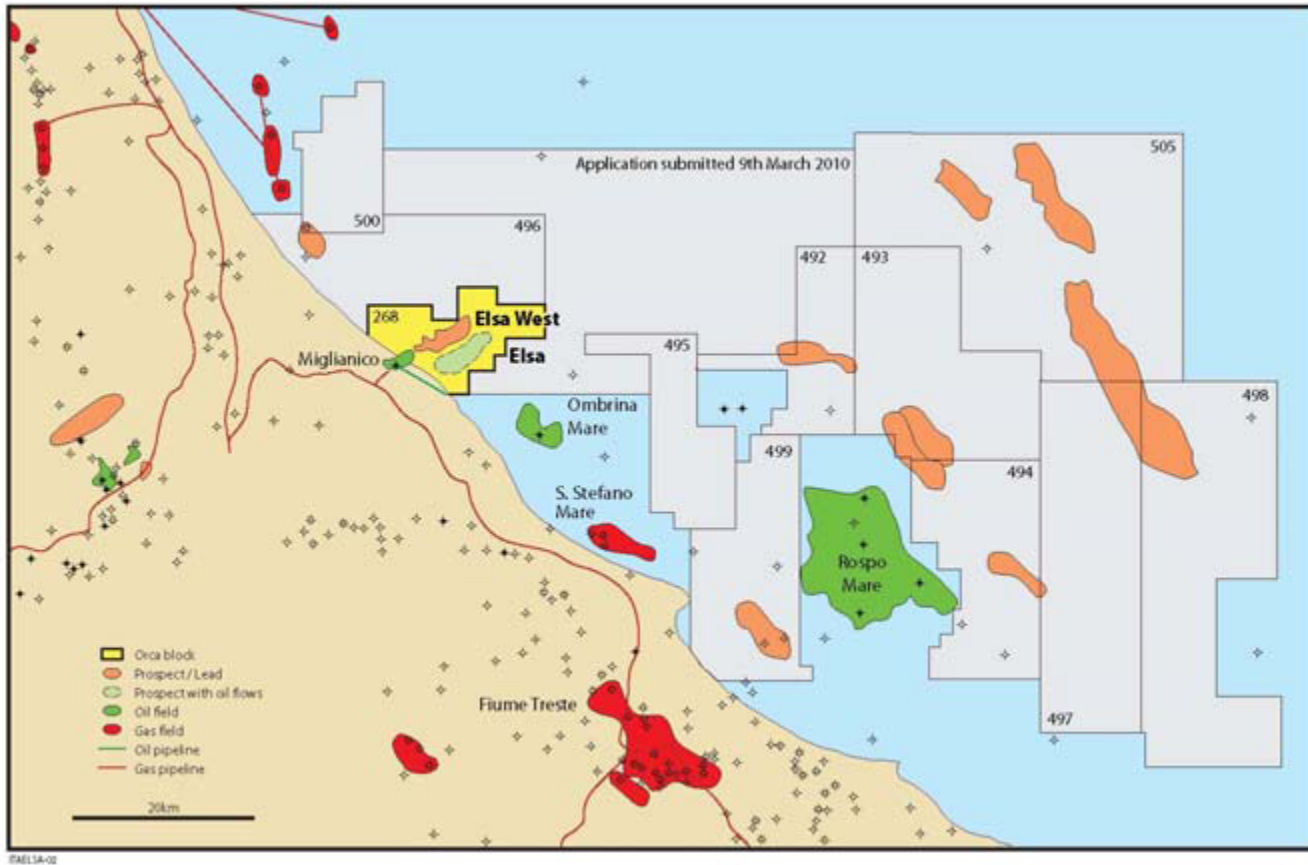 Application submitted 9th March 2010
505
500
496
492
493
268
Elsa West
495
Miglianico
Elsa
498
Ombrina
Mare
499
494
S. Stefano
Mare
Rospo
Mare
Orca block
Prospect / Lead
Prospect with oil flows
Oil field
Gas field
Oil pipeline
Gas pipeline
Fiume Treste
497
20km
ITAELSA-02